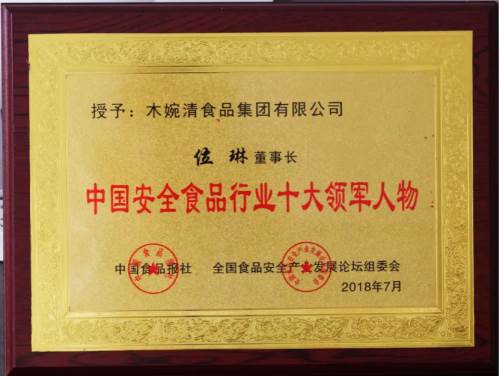 授予：木婉清食品集团有限公司
位琳董事长
中国安全食品行业十大领军人物
中国食品报社 全国食品安全产业发展论坛组委会
2018年7月